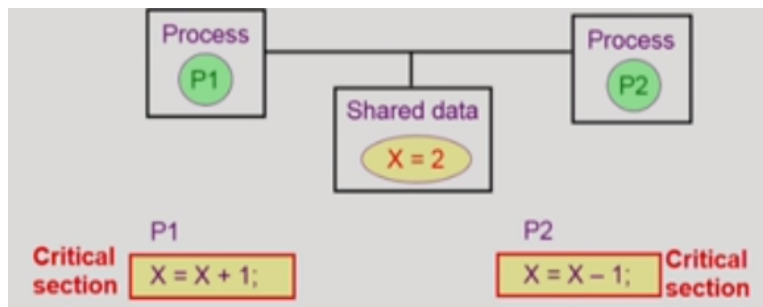 Process
P1
Process
P2
Shared data
X = 2
P1
P2
Critical
section
X = X + 1;
X = X – 1;
Critical
section